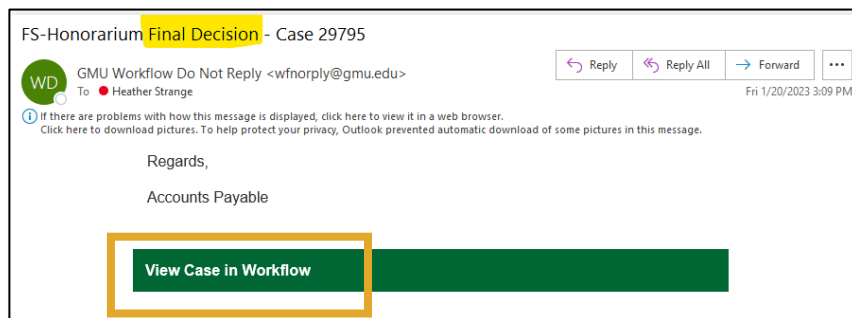 FS-Honorarium Final Decision - Case 29795
WD
GMU Workflow Do Not Reply <wfnorply@gmu.edu>
To Heather Strange
Reply
Reply All
Forward
...
Fri 1/20/2023 3:09 PM
If there are problems with how this message is displayed, click here to view it in a web browser.
Click here to download pictures. To help protect your privacy, Outlook prevented automatic download of some pictures in this message.
Regards,
Accounts Payable
View Case in Workflow